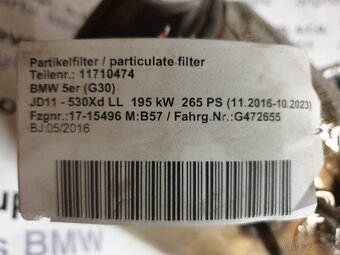 Partikelfilter / particulate filter
Teilenr.: 11710474
BMW 5er (G30)
JD11 - 530Xd LL 195 kW 265 PS (11.2016-10.2023)
Fzgnr.:17-15496 M:B57 / Fahrg.Nr.:G472655
BJ:05/2016
BMW